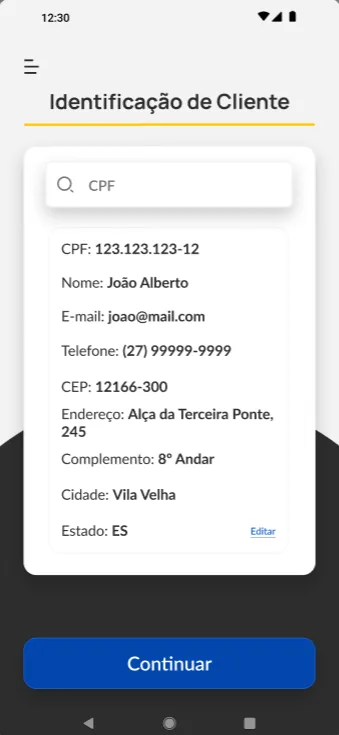 12:30
Identificação de Cliente
CPF
CPF: 123.123.123-12
Nome: João Alberto
E-mail: joao@mail.com
Telefone: (27) 99999-9999
CEP: 12166-300
Endereço: Alça da Terceira Ponte,
245
Complemento: 8º Andar
Cidade: Vila Velha
Estado: ES
Editar
Continuar